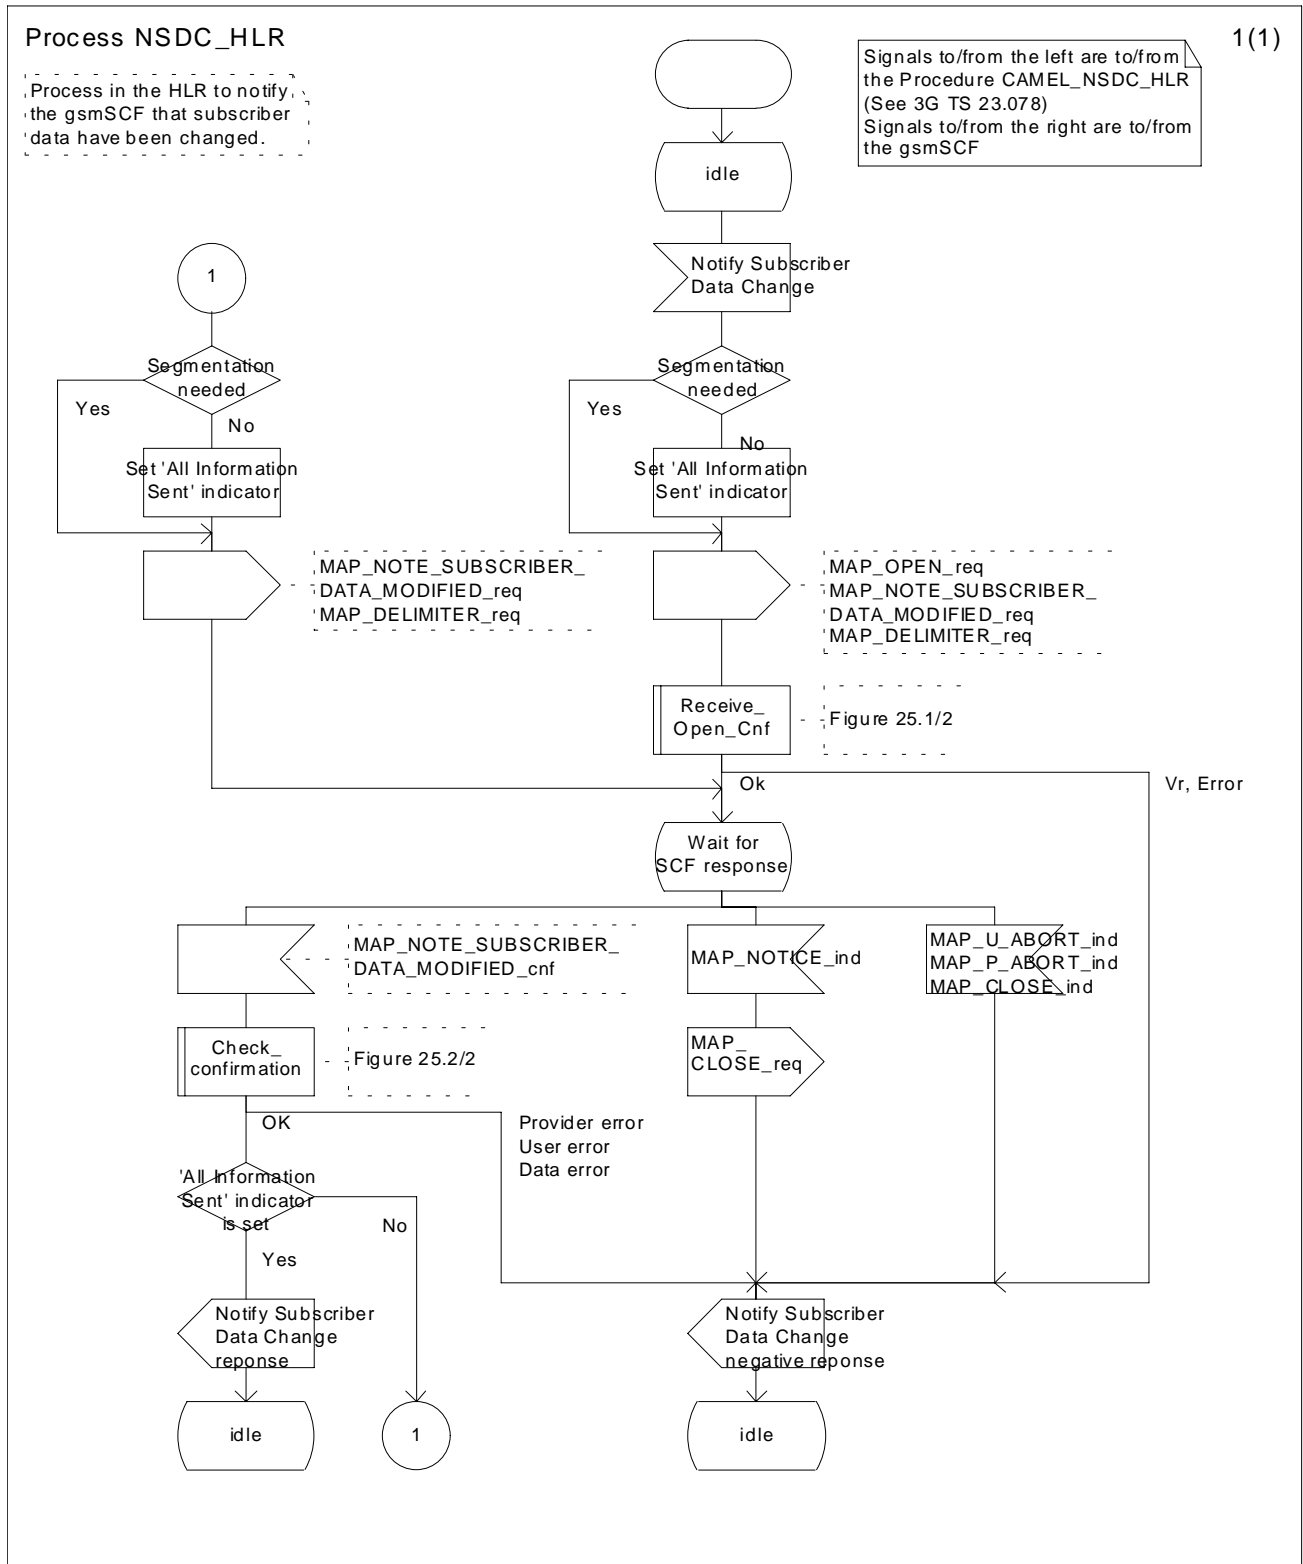 Process NSDC_HLR
1(1)
Process in the HLR to notify
the gsmSCF that subscriber
data have been changed.
Signals to/from the left are to/from
the Procedure CAMEL_NSDC_HLR
(See 3G TS 23.078)
Signals to/from the right are to/from
the gsmSCF
idle
Notify Subscriber
Data Change
1
Segmentation
needed
Yes
No
Set 'All Information
Sent' indicator
Segmentation
needed
Yes
No
Set 'All Information
Sent' indicator
MAP_NOTE_SUBSCRIBER_
DATA_MODIFIED_req
MAP_DELIMITER_req
MAP_OPEN_req
MAP_NOTE_SUBSCRIBER_
DATA_MODIFIED_req
MAP_DELIMITER_req
Receive_
Open_Cnf
Figure 25.1/2
Ok
Vr, Error
Wait for
SCF response
MAP_NOTE_SUBSCRIBER_
DATA_MODIFIED_cnf
MAP_NOTICE_ind
MAP_U_ABORT_ind
MAP_P_ABORT_ind
MAP_CLOSE_ind
Check_
confirmation
Figure 25.2/2
MAP_
CLOSE_req
OK
Provider error
User error
Data error
'All Information
Sent' indicator
is set
No
Yes
Notify Subscriber
Data Change
reponse
Notify Subscriber
Data Change
negative reponse
idle
1
idle